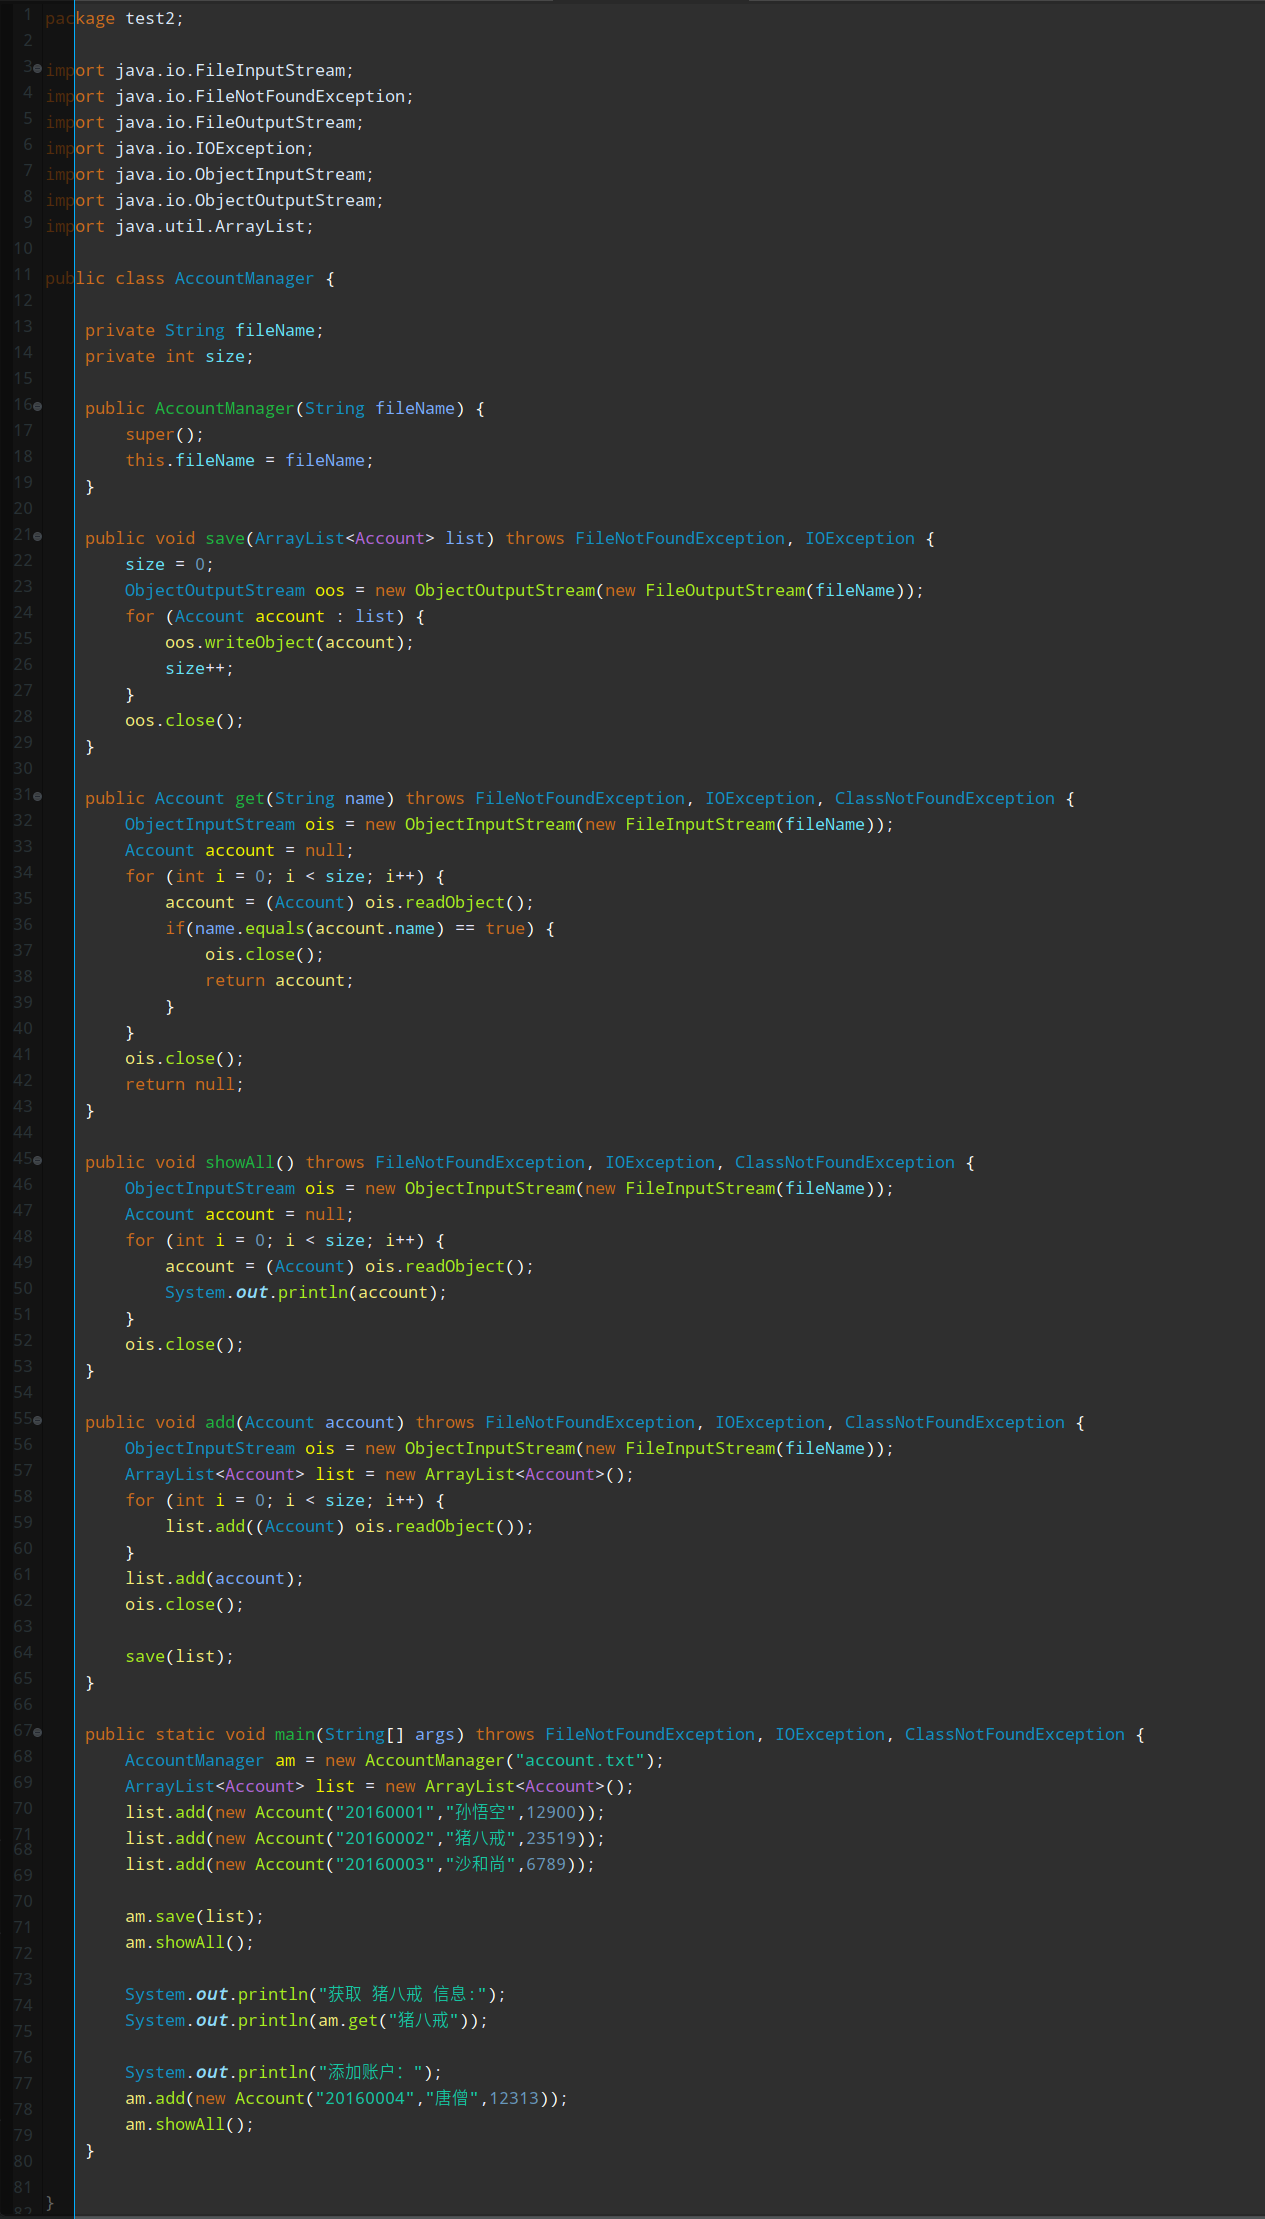 1 package test2;
2
3 import java.io.FileInputStream;
4 import java.io.FileNotFoundException;
5 import java.io.FileOutputStream;
6 import java.io.IOException;
7 import java.io.ObjectInputStream;
8 import java.io.ObjectOutputStream;
9 import java.util.ArrayList;
10
11 public class AccountManager {
12
13     private String fileName;
14     private int size;
15
16     public AccountManager(String fileName) {
17         super();
18         this.fileName = fileName;
19     }
20
21     public void save(ArrayList<Account> list) throws FileNotFoundException, IOException {
22         size = 0;
23         ObjectOutputStream oos = new ObjectOutputStream(new FileOutputStream(fileName));
24         for (Account account : list) {
25             oos.writeObject(account);
26             size++;
27         }
28         oos.close();
29     }
30
31     public Account get(String name) throws FileNotFoundException, IOException, ClassNotFoundException {
32         ObjectInputStream ois = new ObjectInputStream(new FileInputStream(fileName));
33         Account account = null;
34         for (int i = 0; i < size; i++) {
35             account = (Account) ois.readObject();
36             if(name.equals(account.name) == true) {
37                 ois.close();
38                 return account;
39             }
40         }
41         ois.close();
42         return null;
43     }
44
45     public void showAll() throws FileNotFoundException, IOException, ClassNotFoundException {
46         ObjectInputStream ois = new ObjectInputStream(new FileInputStream(fileName));
47         Account account = null;
48         for (int i = 0; i < size; i++) {
49             account = (Account) ois.readObject();
50             System.out.println(account);
51         }
52         ois.close();
53     }
54
55     public void add(Account account) throws FileNotFoundException, IOException, ClassNotFoundException {
56         ObjectInputStream ois = new ObjectInputStream(new FileInputStream(fileName));
57         ArrayList<Account> list = new ArrayList<Account>();
58         for (int i = 0; i < size; i++) {
59             list.add((Account) ois.readObject());
60         }
61         list.add(account);
62         ois.close();
63
64         save(list);
65     }
66
67     public static void main(String[] args) throws FileNotFoundException, IOException, ClassNotFoundException {
68         AccountManager am = new AccountManager("account.txt");
69         ArrayList<Account> list = new ArrayList<Account>();
70         list.add(new Account("20160001","孙悟空",12900));
71         list.add(new Account("20160002","猪八戒",23519));
68         list.add(new Account("20160003","沙和尚",6789));
69
70         am.save(list);
71         am.showAll();
72
73         System.out.println("获取 猪八戒 信息:");
74         System.out.println(am.get("猪八戒"));
75
76         System.out.println("添加账户：");
77         am.add(new Account("20160004","唐僧",12313));
78         am.showAll();
79     }
80
81 }
82